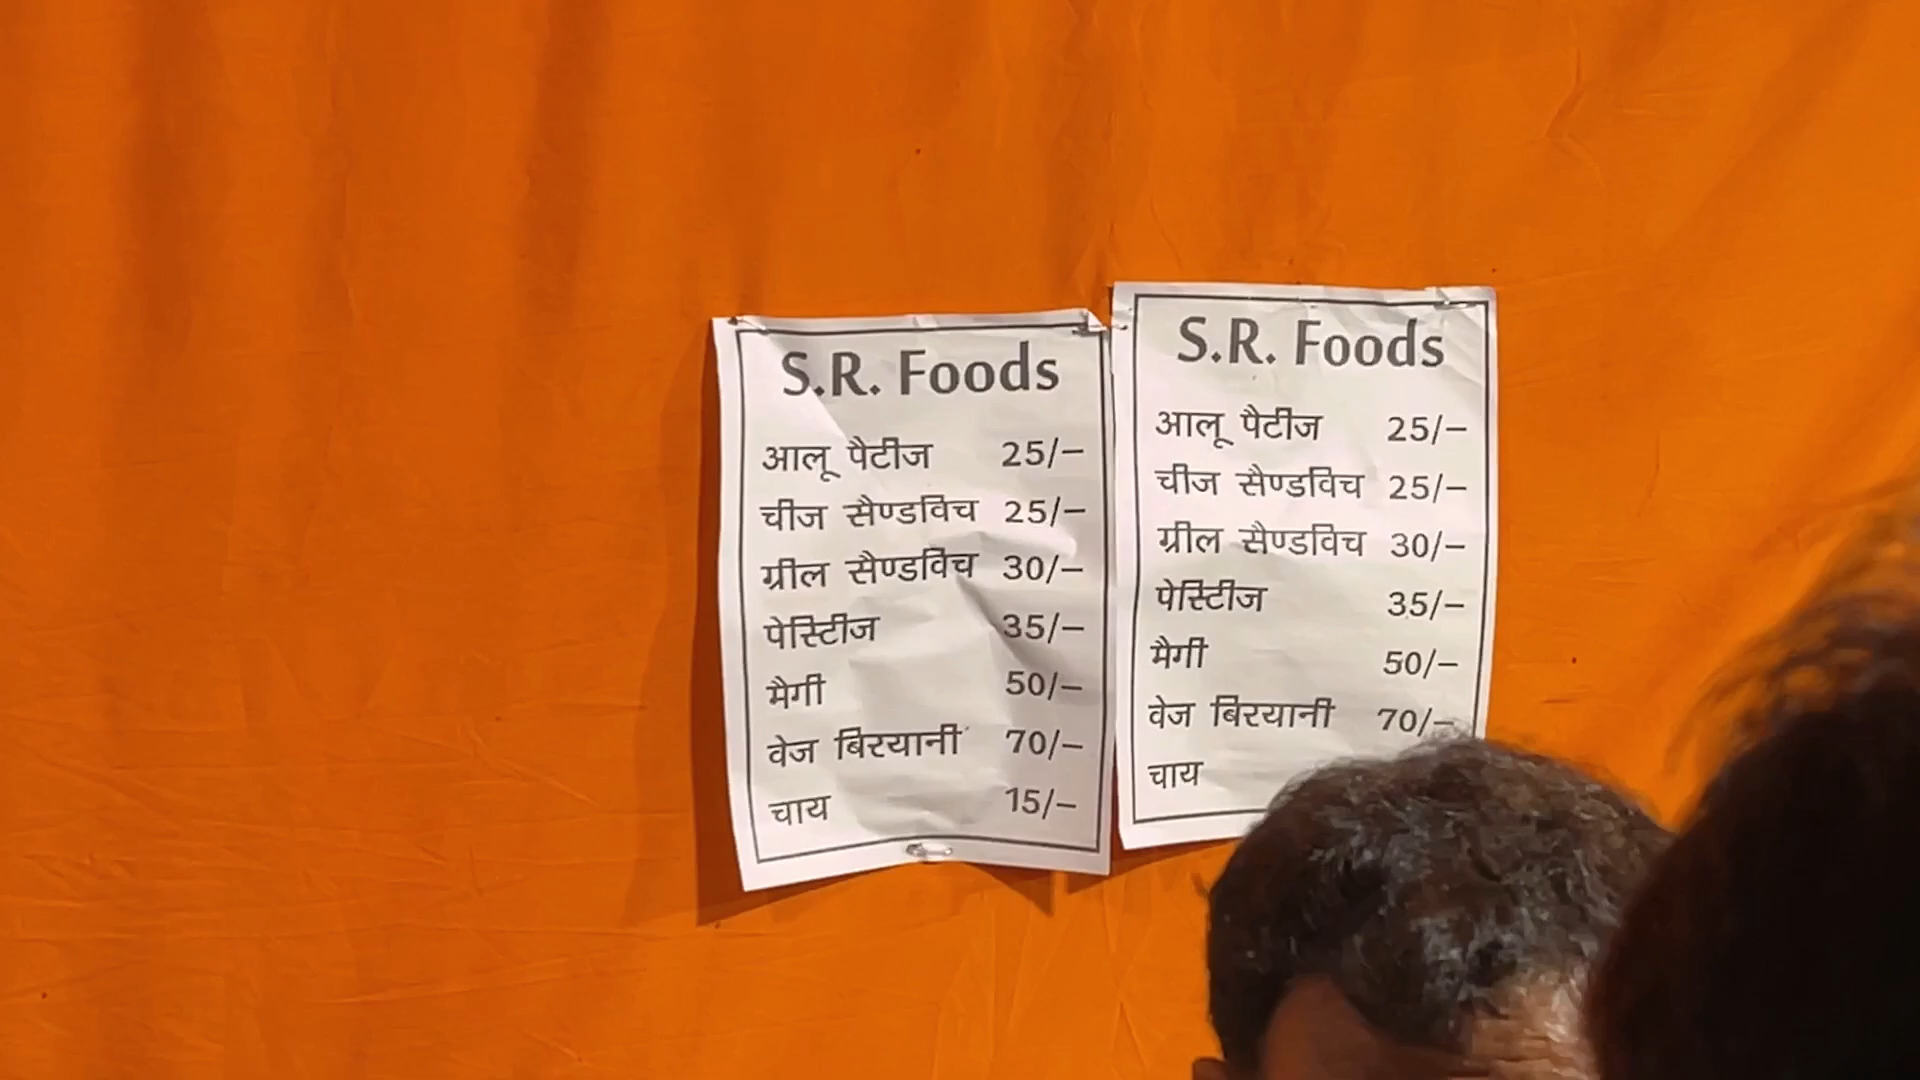 S.R. Foods
आलू पैटीज 25/-
चीज सैण्डविच 25/-
ग्रील सैण्डविच 30/-
पेस्टिीज 35/-
मैगी 50/-
वेज बिरयानी 70/-
चाय 15/-
S.R. Foods
आलू पैटीज 25/-
चीज सैण्डविच 25/-
ग्रील सैण्डविच 30/-
पेस्टिीज 35/-
मैगी 50/-
वेज बिरयानी 70/-
चाय